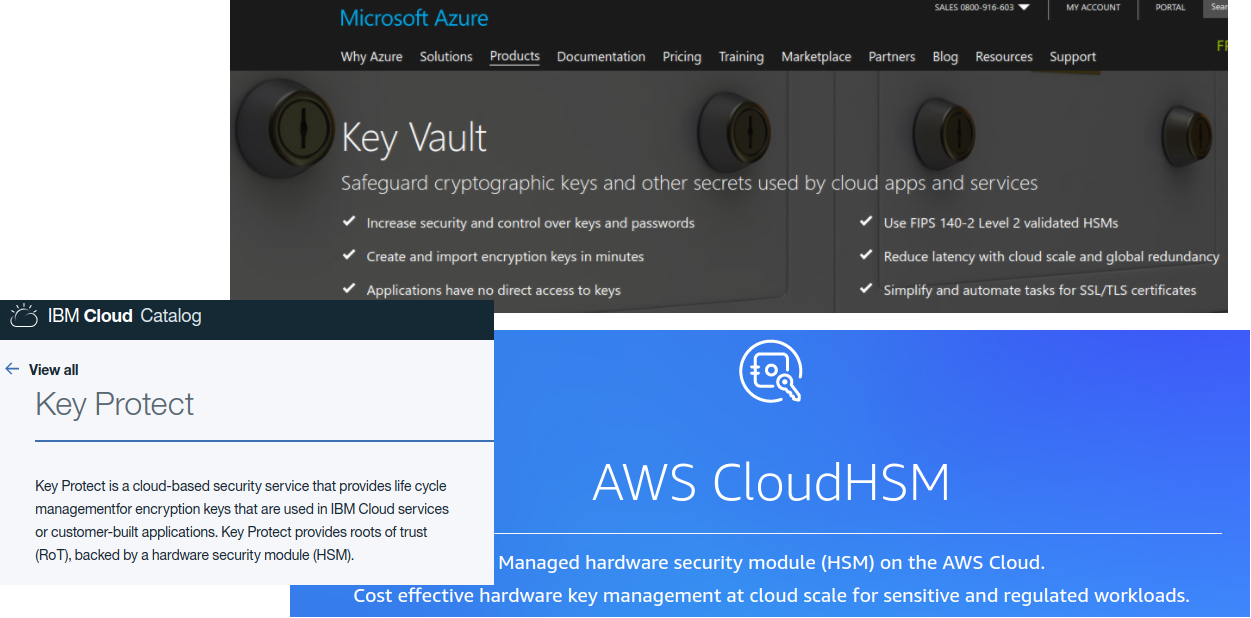 Microsoft Azure
SALES 0800-916-603 MY ACCOUNT PORTAL
Why Azure Solutions Products Documentation Pricing Training Marketplace Partners Blog Resources Support
Key Vault
Safeguard cryptographic keys and other secrets used by cloud apps and services
Increase security and control over keys and passwords
Use FIPS 140-2 Level 2 validated HSMs
Create and import encryption keys in minutes
Reduce latency with cloud scale and global redundancy
Applications have no direct access to keys
Simplify and automate tasks for SSL/TLS certificates
IBM Cloud Catalog
View all
Key Protect
Key Protect is a cloud-based security service that provides life cycle
managementfor encryption keys that are used in IBM Cloud services
or customer-built applications. Key Protect provides roots of trust
(RoT), backed by a hardware security module (HSM).
AWS CloudHSM
Managed hardware security module (HSM) on the AWS Cloud.
Cost effective hardware key management at cloud scale for sensitive and regulated workloads.